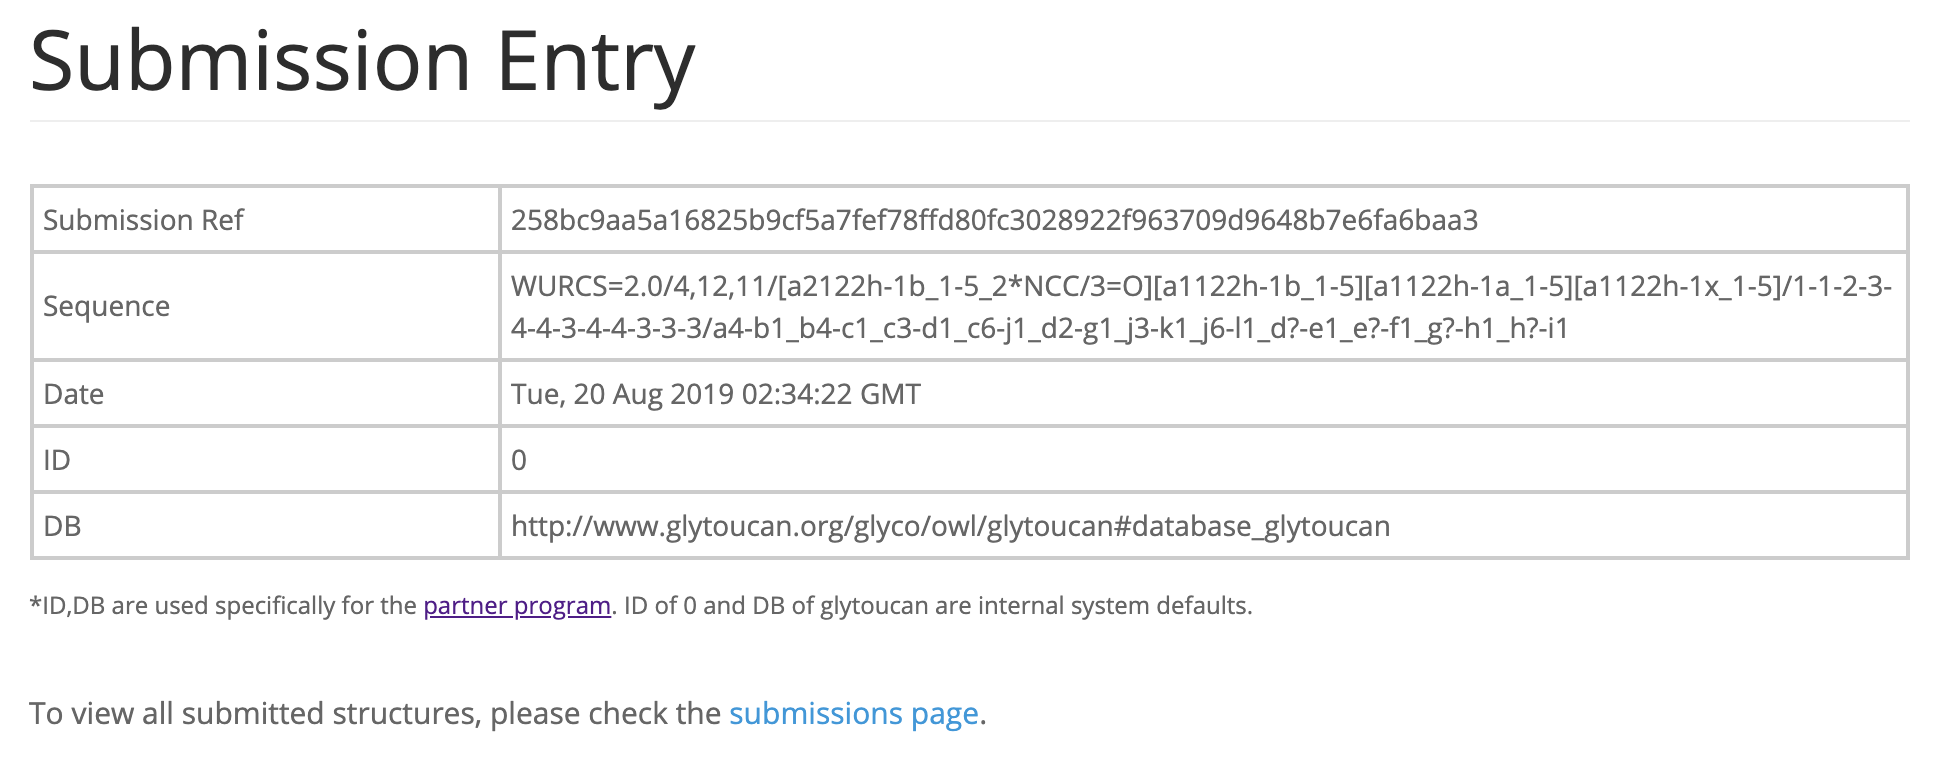 Submission Entry
Submission Ref 258bc9aa5a16825b9cf5a7fef78ffd80fc3028922f963709d9648b7e6fa6baa3
Sequence WURCS=2.0/4,12,11/[a2122h-1b_1-5_2*NCC/3=O][a1122h-1b_1-5][a1122h-1a_1-5][a1122h-1x_1-5]/1-1-2-3-
4-4-3-4-4-3-3-3/a4-b1_b4-c1_c3-d1_c6-j1_d2-g1_j3-k1_j6-l1_d?-e1_e?-f1_g?-h1_h?-i1
Date Tue, 20 Aug 2019 02:34:22 GMT
ID 0
DB http://www.glytoucan.org/glyco/owl/glytoucan#database_glytoucan
*ID,DB are used specifically for the partner program. ID of 0 and DB of glytoucan are internal system defaults.
To view all submitted structures, please check the submissions page.